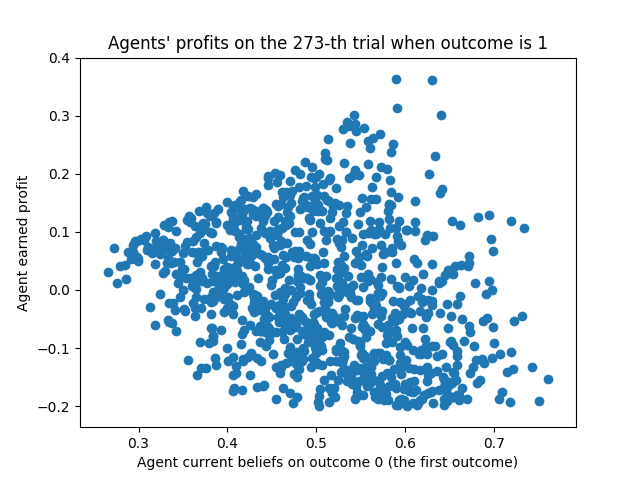 Agents' profits on the 273-th trial when outcome is 1
Agent earned profit
0.4
0.3
0.2
0.1
0.0
−0.1
−0.2
0.3 0.4 0.5 0.6 0.7
Agent current beliefs on outcome 0 (the first outcome)